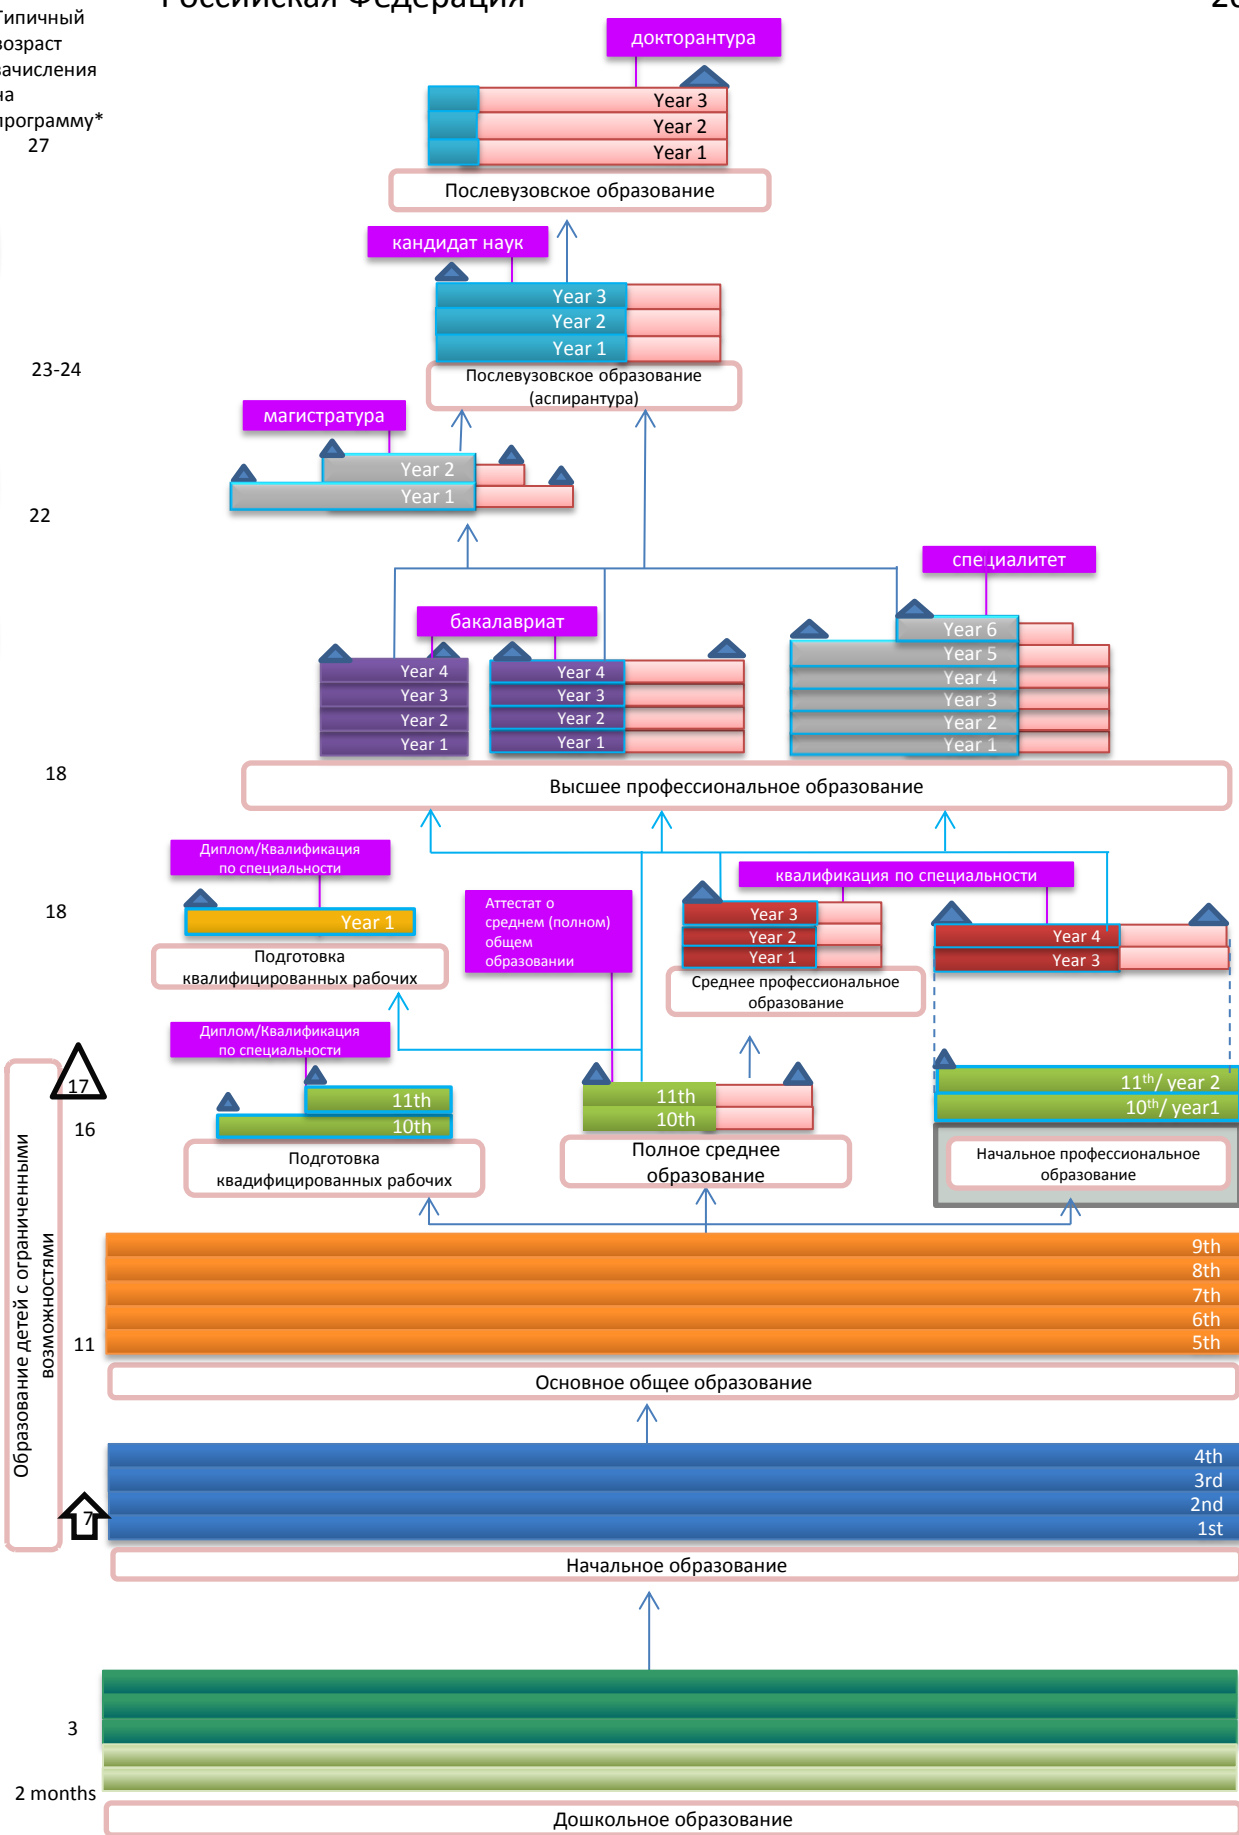 Российская Федерация
Типичный
возраст
зачисления
на
программу*
27
докторантура
Year 3
Year 2
Year 1
Послевузовское образование
кандидат наук
Year 3
Year 2
Year 1
23-24
Послевузовское образование
(аспирантура)
магистратура
Year 2
Year 1
22
специалитет
бакалавриат
Year 6
Year 5
Year 4
Year 3
Year 2
Year 1
Year 4
Year 3
Year 2
Year 1
Year 4
Year 3
Year 2
Year 1
18
Высшее профессиональное образование
Диплом/Квалификация
по специальности
квалификация по специальности
18
Year 1
Аттестат о
среднем (полном)
общем
образовании
Year 3
Year 2
Year 1
Year 4
Year 3
Подготовка
квалифицированных рабочих
Среднее профессиональное
образование
Диплом/Квалификация
по специальности
17
11th
10th
11th
10th
11th/ year 2
10th/ year1
16
Подготовка
квадифицированных рабочих
Полное среднее
образование
Начальное профессиональное
образование
Образование детей с ограниченными
возможностями
9th
8th
7th
6th
5th
11
Основное общее образование
4th
3rd
2nd
1st
7
Начальное образование
3
2 months
Дошкольное образование